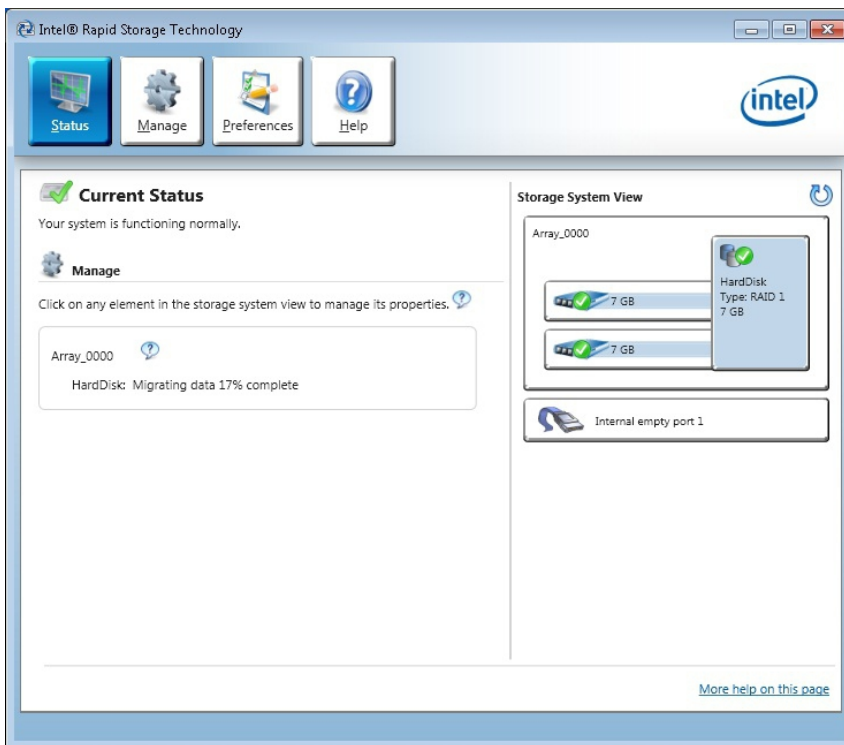 Intel® Rapid Storage Technology
Status
Manage
Preferences
Help
intel
Current Status
Your system is functioning normally.
Manage
Click on any element in the storage system view to manage its properties.
Array_0000
HardDisk: Migrating data 17% complete
Storage System View
Array_0000
7 GB
7 GB
HardDisk
Type: RAID 1
7 GB
Internal empty port 1
More help on this page